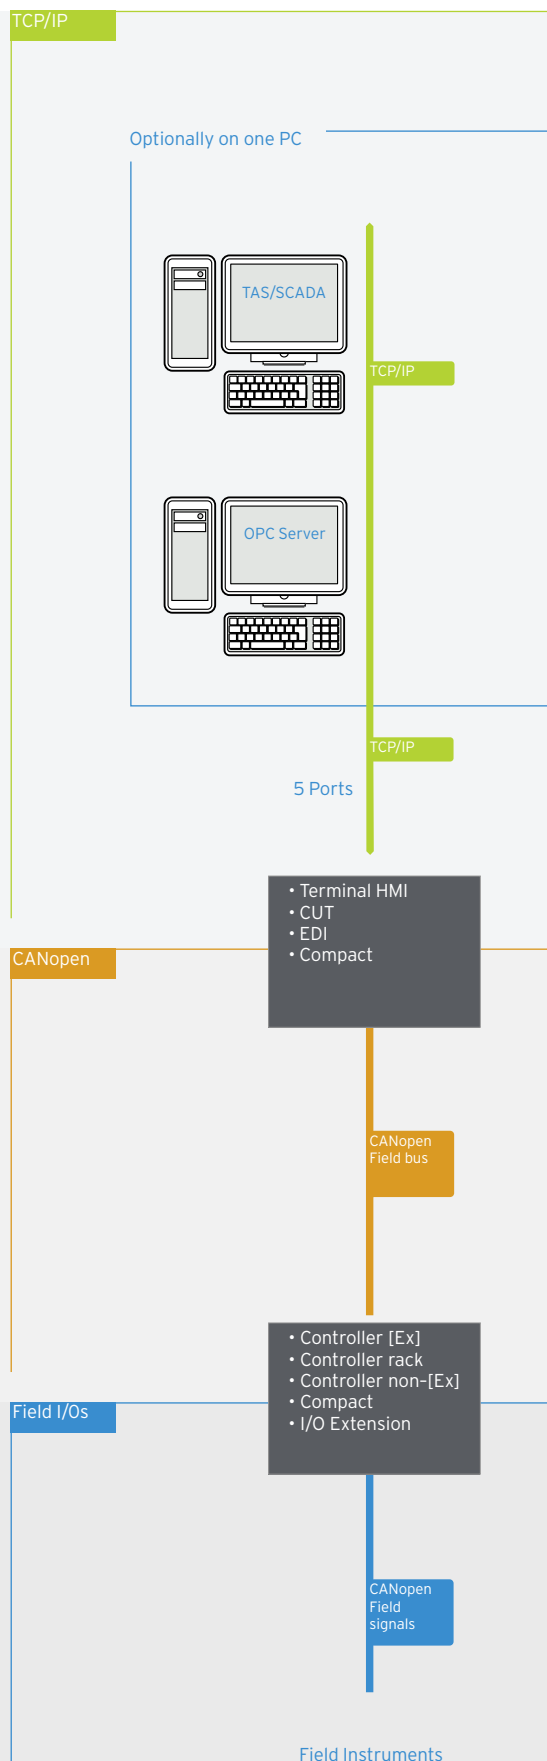 TCP/IP
Optionally on one PC
TAS/SCADA
TCP/IP
OPC Server
TCP/IP
5 Ports
• Terminal HMI
• CUT
• EDI
• Compact
CANopen
CANopen
Field bus
• Controller [Ex]
• Controller rack
• Controller non-[Ex]
• Compact
• I/O Extension
Field I/Os
CANopen
Field
signals
Field Instruments